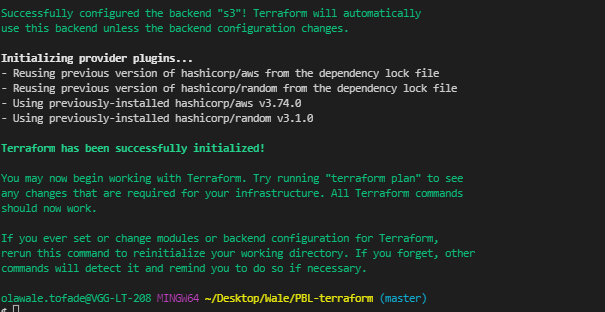 Successfully configured the backend "s3"! Terraform will automatically
use this backend unless the backend configuration changes.
Initializing provider plugins...
- Reusing previous version of hashicorp/aws from the dependency lock file
- Reusing previous version of hashicorp/random from the dependency lock file
- Using previously-installed hashicorp/aws v3.74.0
- Using previously-installed hashicorp/random v3.1.0
Terraform has been successfully initialized!
You may now begin working with Terraform. Try running "terraform plan" to see
any changes that are required for your infrastructure. All Terraform commands
should now work.
If you ever set or change modules or backend configuration for Terraform,
rerun this command to reinitialize your working directory. If you forget, other
commands will detect it and remind you to do so if necessary.
olawale.tofade@VGG-LT-208 MINGW64 ~/Desktop/Wale/PBL-terraform (master)
$